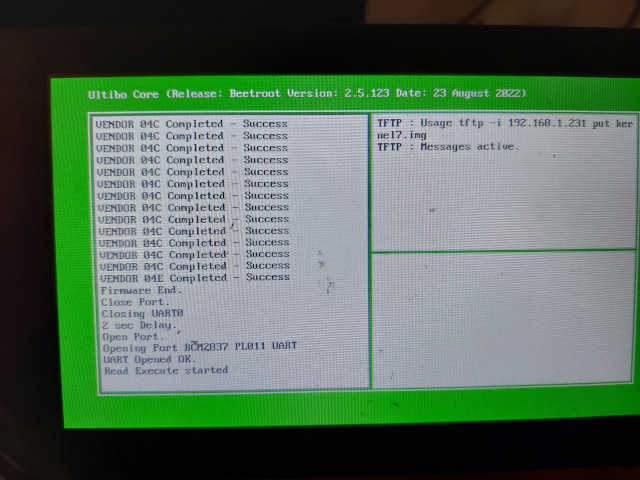 Ultibo Core (Release: Beetroot Version: 2.5.123 Date: 23 August 2022)
VENDOR 04C Completed - Success
VENDOR 04C Completed - Success
VENDOR 04C Completed - Success
VENDOR 04C Completed - Success
VENDOR 04C Completed - Success
VENDOR 04C Completed - Success
VENDOR 04C Completed - Success
VENDOR 04C Completed - Success
VENDOR 04C Completed - Success
VENDOR 04C Completed - Success
VENDOR 04C Completed - Success
VENDOR 04C Completed - Success
VENDOR 04C Completed - Success
VENDOR 04E Completed - Success
Firmware End.
Close Port.
Closing UART0
2 sec Delay.
Open Port.
Opening Port BCM2837 PL011 UART
UART Opened OK.
Read Execute started
TFTP : Usage tftp -i 192.168.1.231 put ker
nel7.img
TFTP : Messages active.